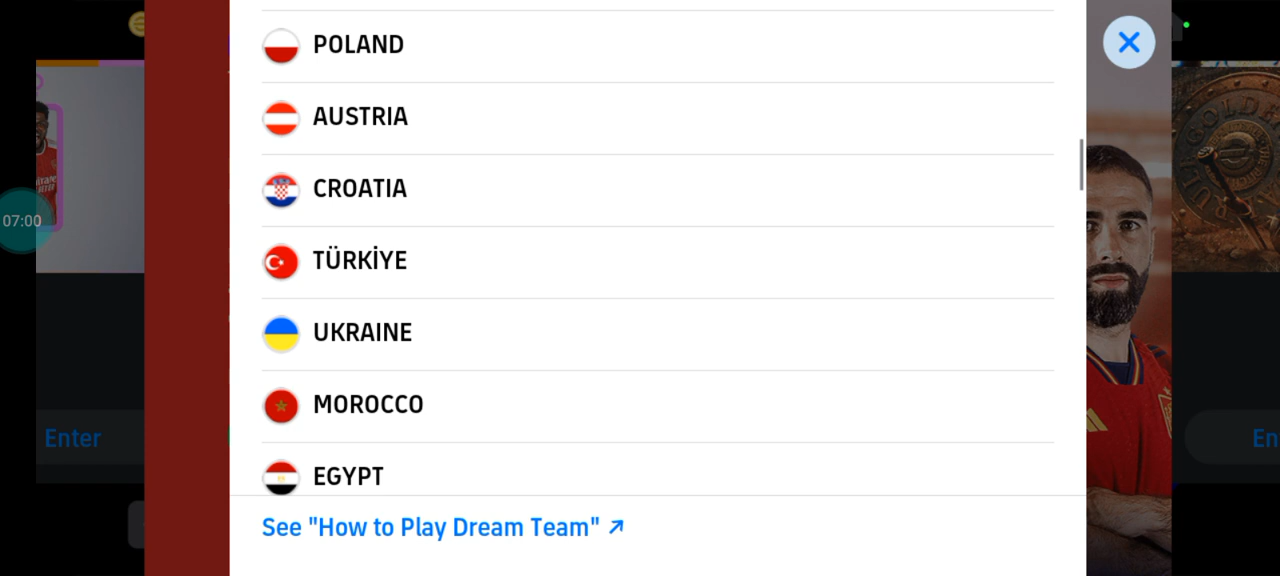 POLAND
AUSTRIA
CROATIA
TÜRKİYE
07:00
UKRAINE
MOROCCO
Enter
EGYPT
See "How to Play Dream Team" ↗